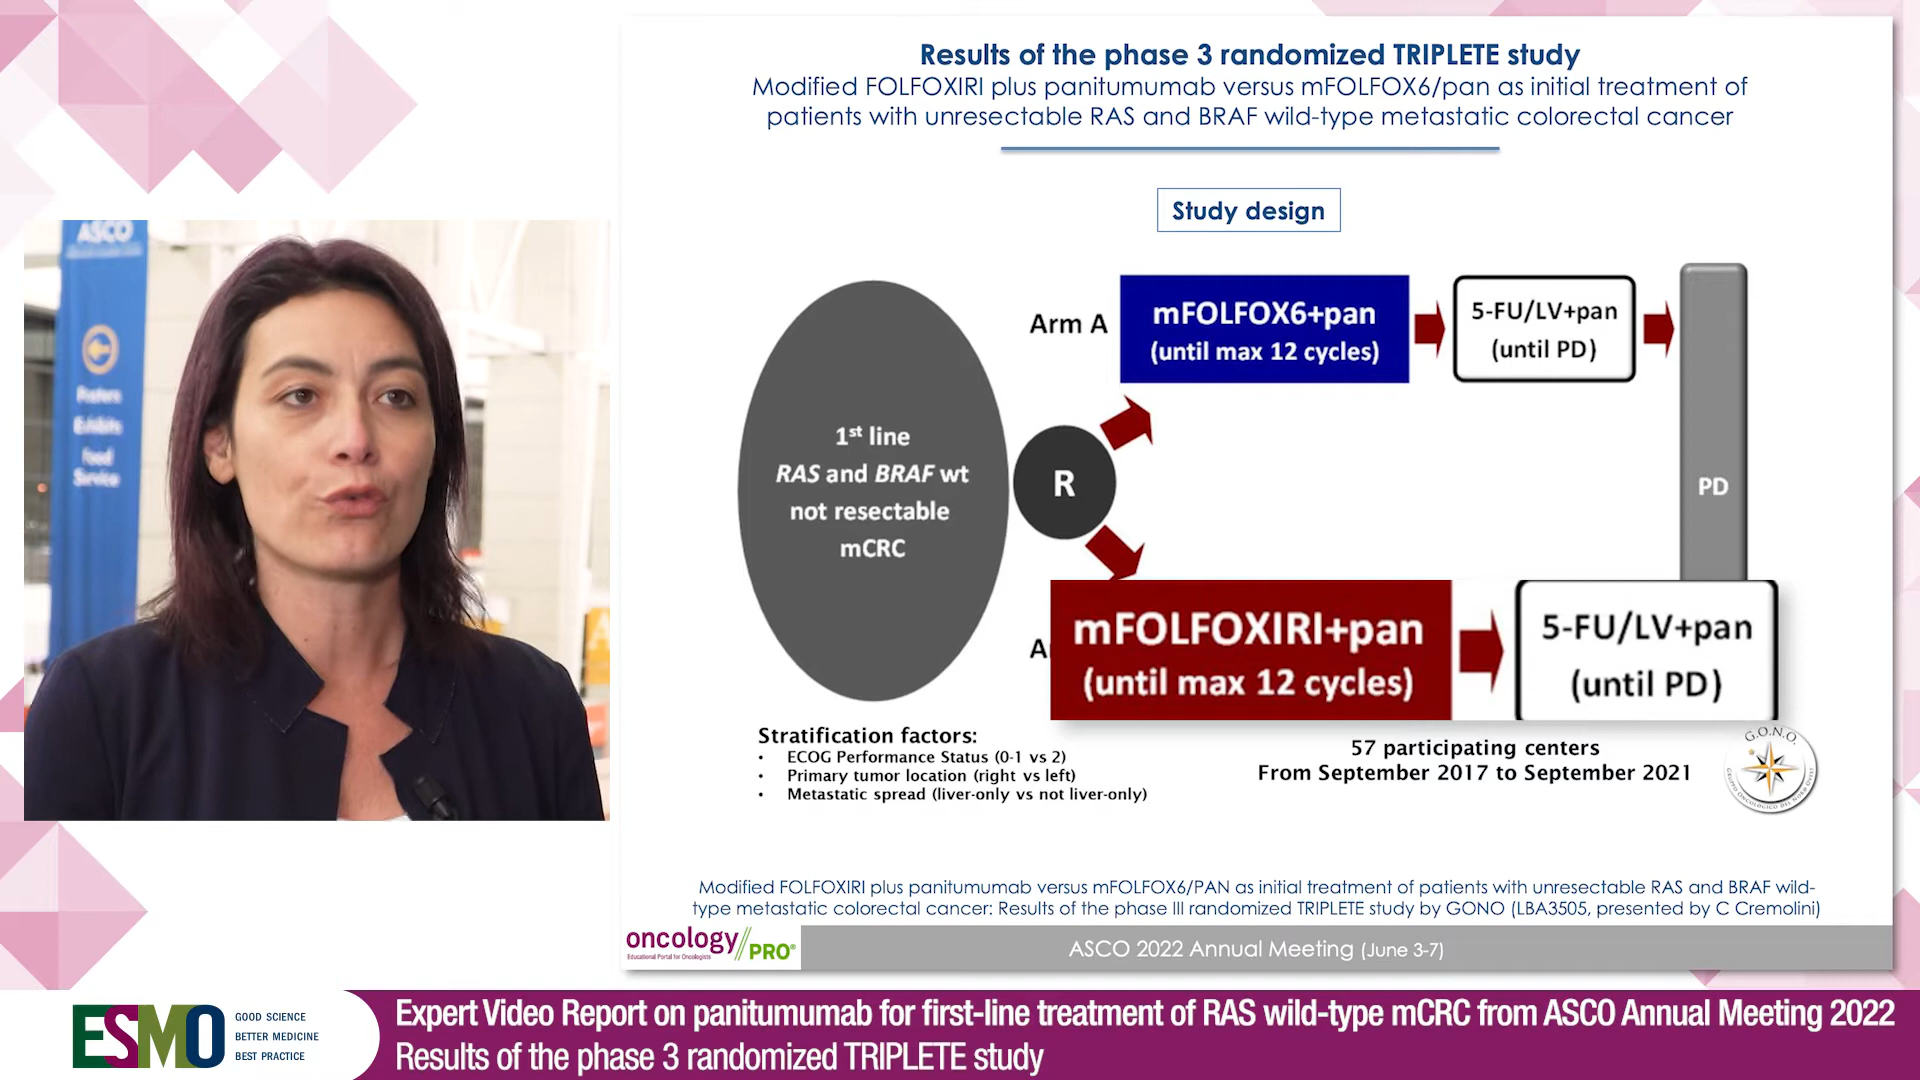 Results of the phase 3 randomized TRIPLETE study
Modified FOLFOXIRI plus panitumumab versus mFOLFOX6/pan as initial treatment of
patients with unresectable RAS and BRAF wild-type metastatic colorectal cancer
Study design
ASCO
Posters
Exhibits
Food
Service
1st line
RAS and BRAF wt
not resectable
mCRC
R
Arm A
mFOLFOX6+pan
(until max 12 cycles)
5-FU/LV+pan
(until PD)
PD
A
mFOLFOXIRI+pan
(until max 12 cycles)
5-FU/LV+pan
(until PD)
Stratification factors:
• ECOG Performance Status (0-1 vs 2)
• Primary tumor location (right vs left)
• Metastatic spread (liver-only vs not liver-only)
57 participating centers
From September 2017 to September 2021
G.O.N.O.
GRUPPO ONCOLOGICO DEL NORD OVEST
Modified FOLFOXIRI plus panitumumab versus mFOLFOX6/PAN as initial treatment of patients with unresectable RAS and BRAF wild-
type metastatic colorectal cancer: Results of the phase III randomized TRIPLETE study by GONO (LBA3505, presented by C Cremolini)
oncology//PRO®
Educational Portal for Oncologists
ASCO 2022 Annual Meeting (June 3-7)
ESMO
GOOD SCIENCE
BETTER MEDICINE
BEST PRACTICE
Expert Video Report on panitumumab for first-line treatment of RAS wild-type mCRC from ASCO Annual Meeting 2022
Results of the phase 3 randomized TRIPLETE study